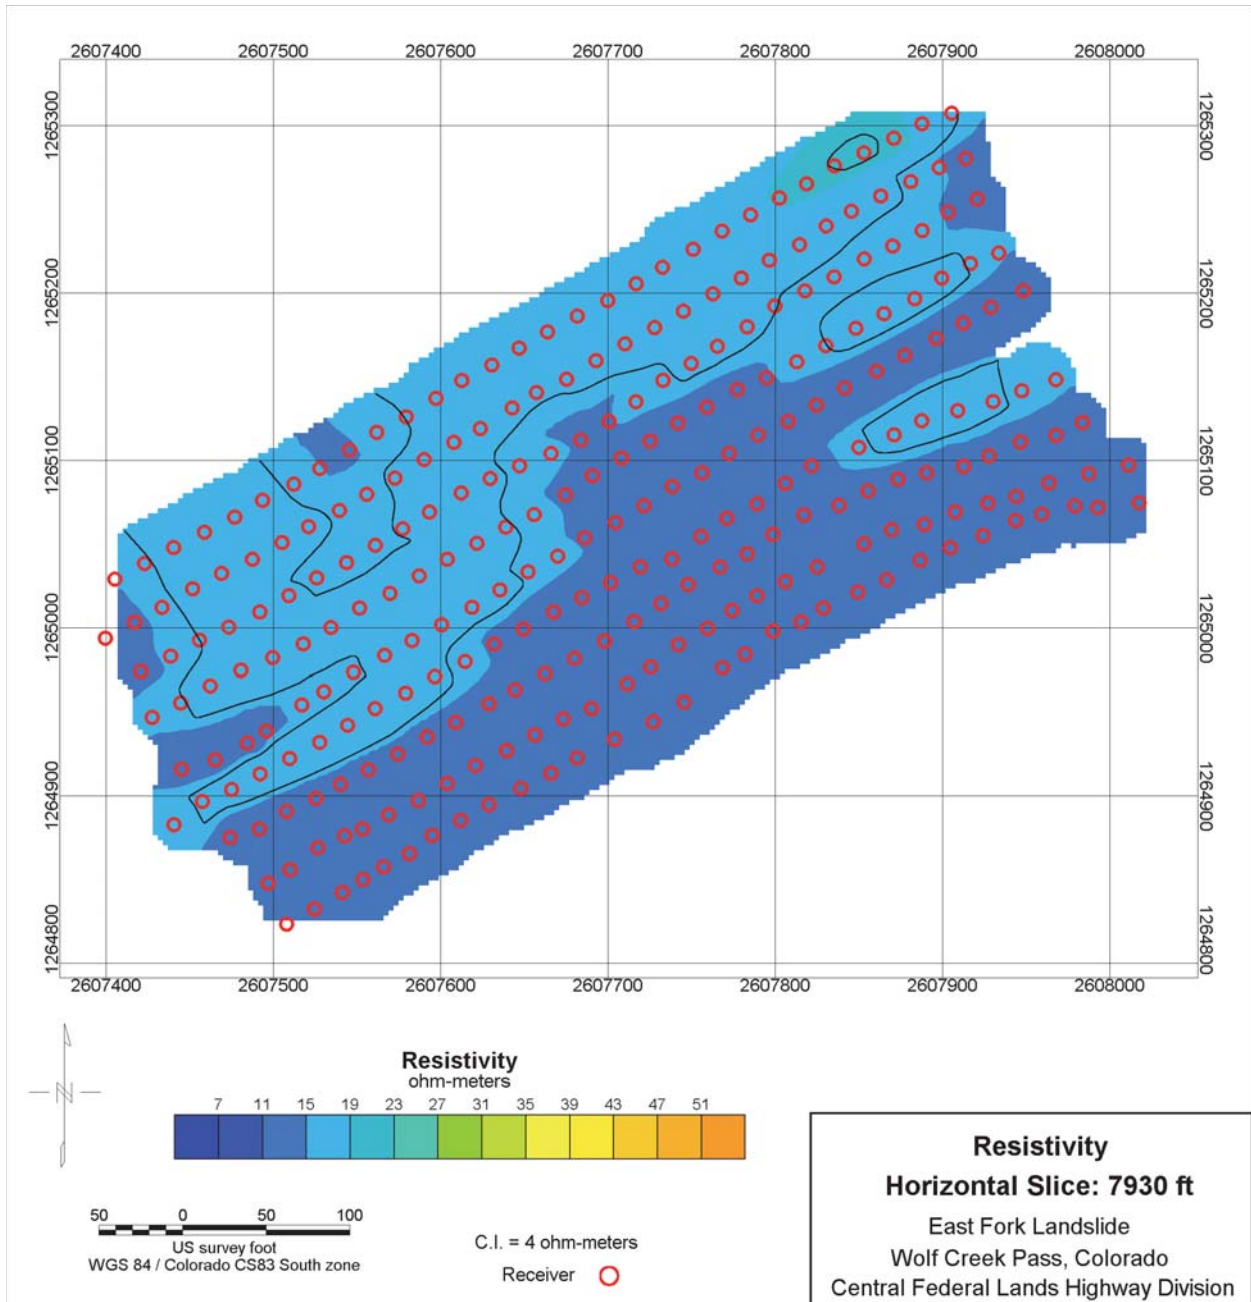 2607400 2607500 2607600 2607700 2607800 2607900 2608000
1265300 1265300
1265200 1265200
1265100 1265100
1265000 1265000
1264900 1264900
1264800 1264800
2607400 2607500 2607600 2607700 2607800 2607900 2608000
N
Resistivity
ohm-meters
7 11 15 19 23 27 31 35 39 43 47 51
50 0 50 100
US survey foot
WGS 84 / Colorado CS83 South zone
C.I. = 4 ohm-meters
Receiver
Resistivity
Horizontal Slice: 7930 ft
East Fork Landslide
Wolf Creek Pass, Colorado
Central Federal Lands Highway Division